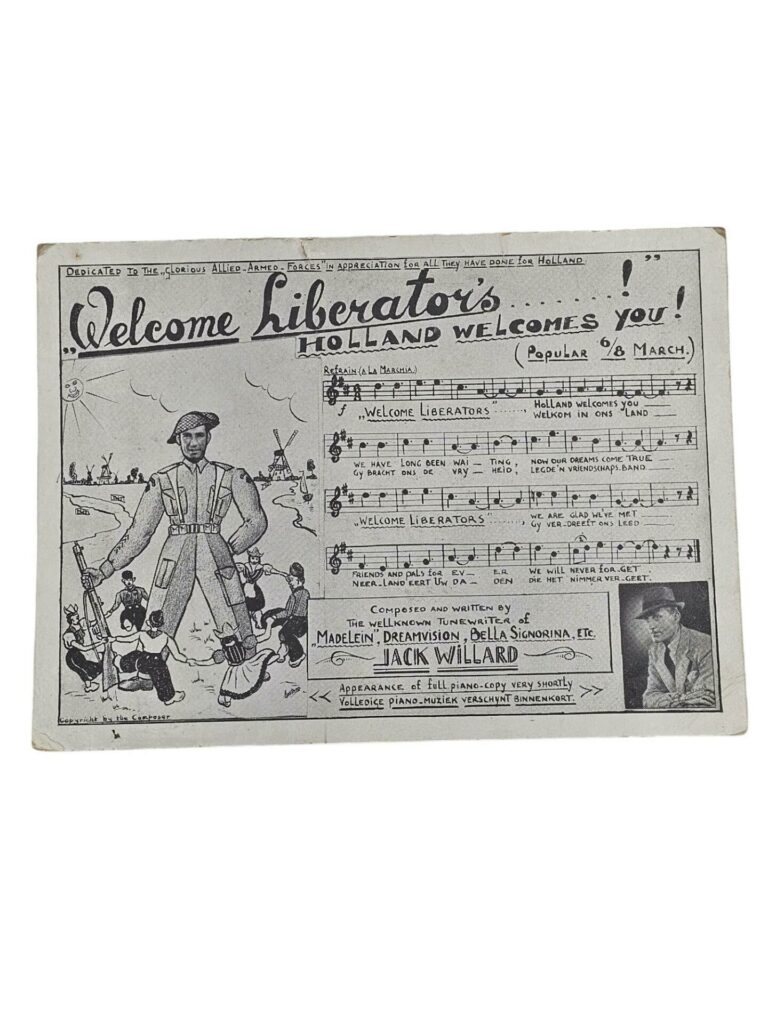 DEDICATED TO THE „GLORIOUS ALLIED-ARMED-FORCES" IN APPRECIATION FOR ALL THEY HAVE DONE FOR HOLLAND.
„Welcome Liberator's ........!"
HOLLAND WELCOMES YOU!
(POPULAR 6/8 MARCH.)
REFRAIN (A LA MARCHIA.)
f „WELCOME LIBERATORS" ......, HOLLAND WELCOMES YOU
WELKOM IN ONS LAND
WE HAVE LONG BEEN WAI - TING, NOW OUR DREAMS COME TRUE
GY BRACHT ONS DE VRY - HEID, LEGDE'N VRIENDSCHAPS.BAND
„WELCOME LIBERATORS" ......, WE ARE GLAD WE'VE MET
GY VER-DREEFT ONS LEED
FRIENDS AND PALS FOR EV - ER WE WILL NEVER FOR.GET
NEER-LAND EERT UW DA - DEN DIE HET NIMMER VER-GEET.
COMPOSED AND WRITTEN BY
THE WELLKNOWN TUNEWRITER OF
„MADELEIN", DREAMVISION, BELLA SIGNORINA, ETC.
JACK WILLARD
<< APPEARANCE OF FULL PIANO-COPY VERY SHORTLY >>
VOLLEDIGE PIANO-MUZIEK VERSCHYNT BINNENKORT.
Copyright by the Composer